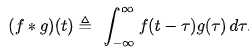 (f * g)(t) ≜ ∫_{-∞}^{∞} f(t − τ)g(τ) dτ.